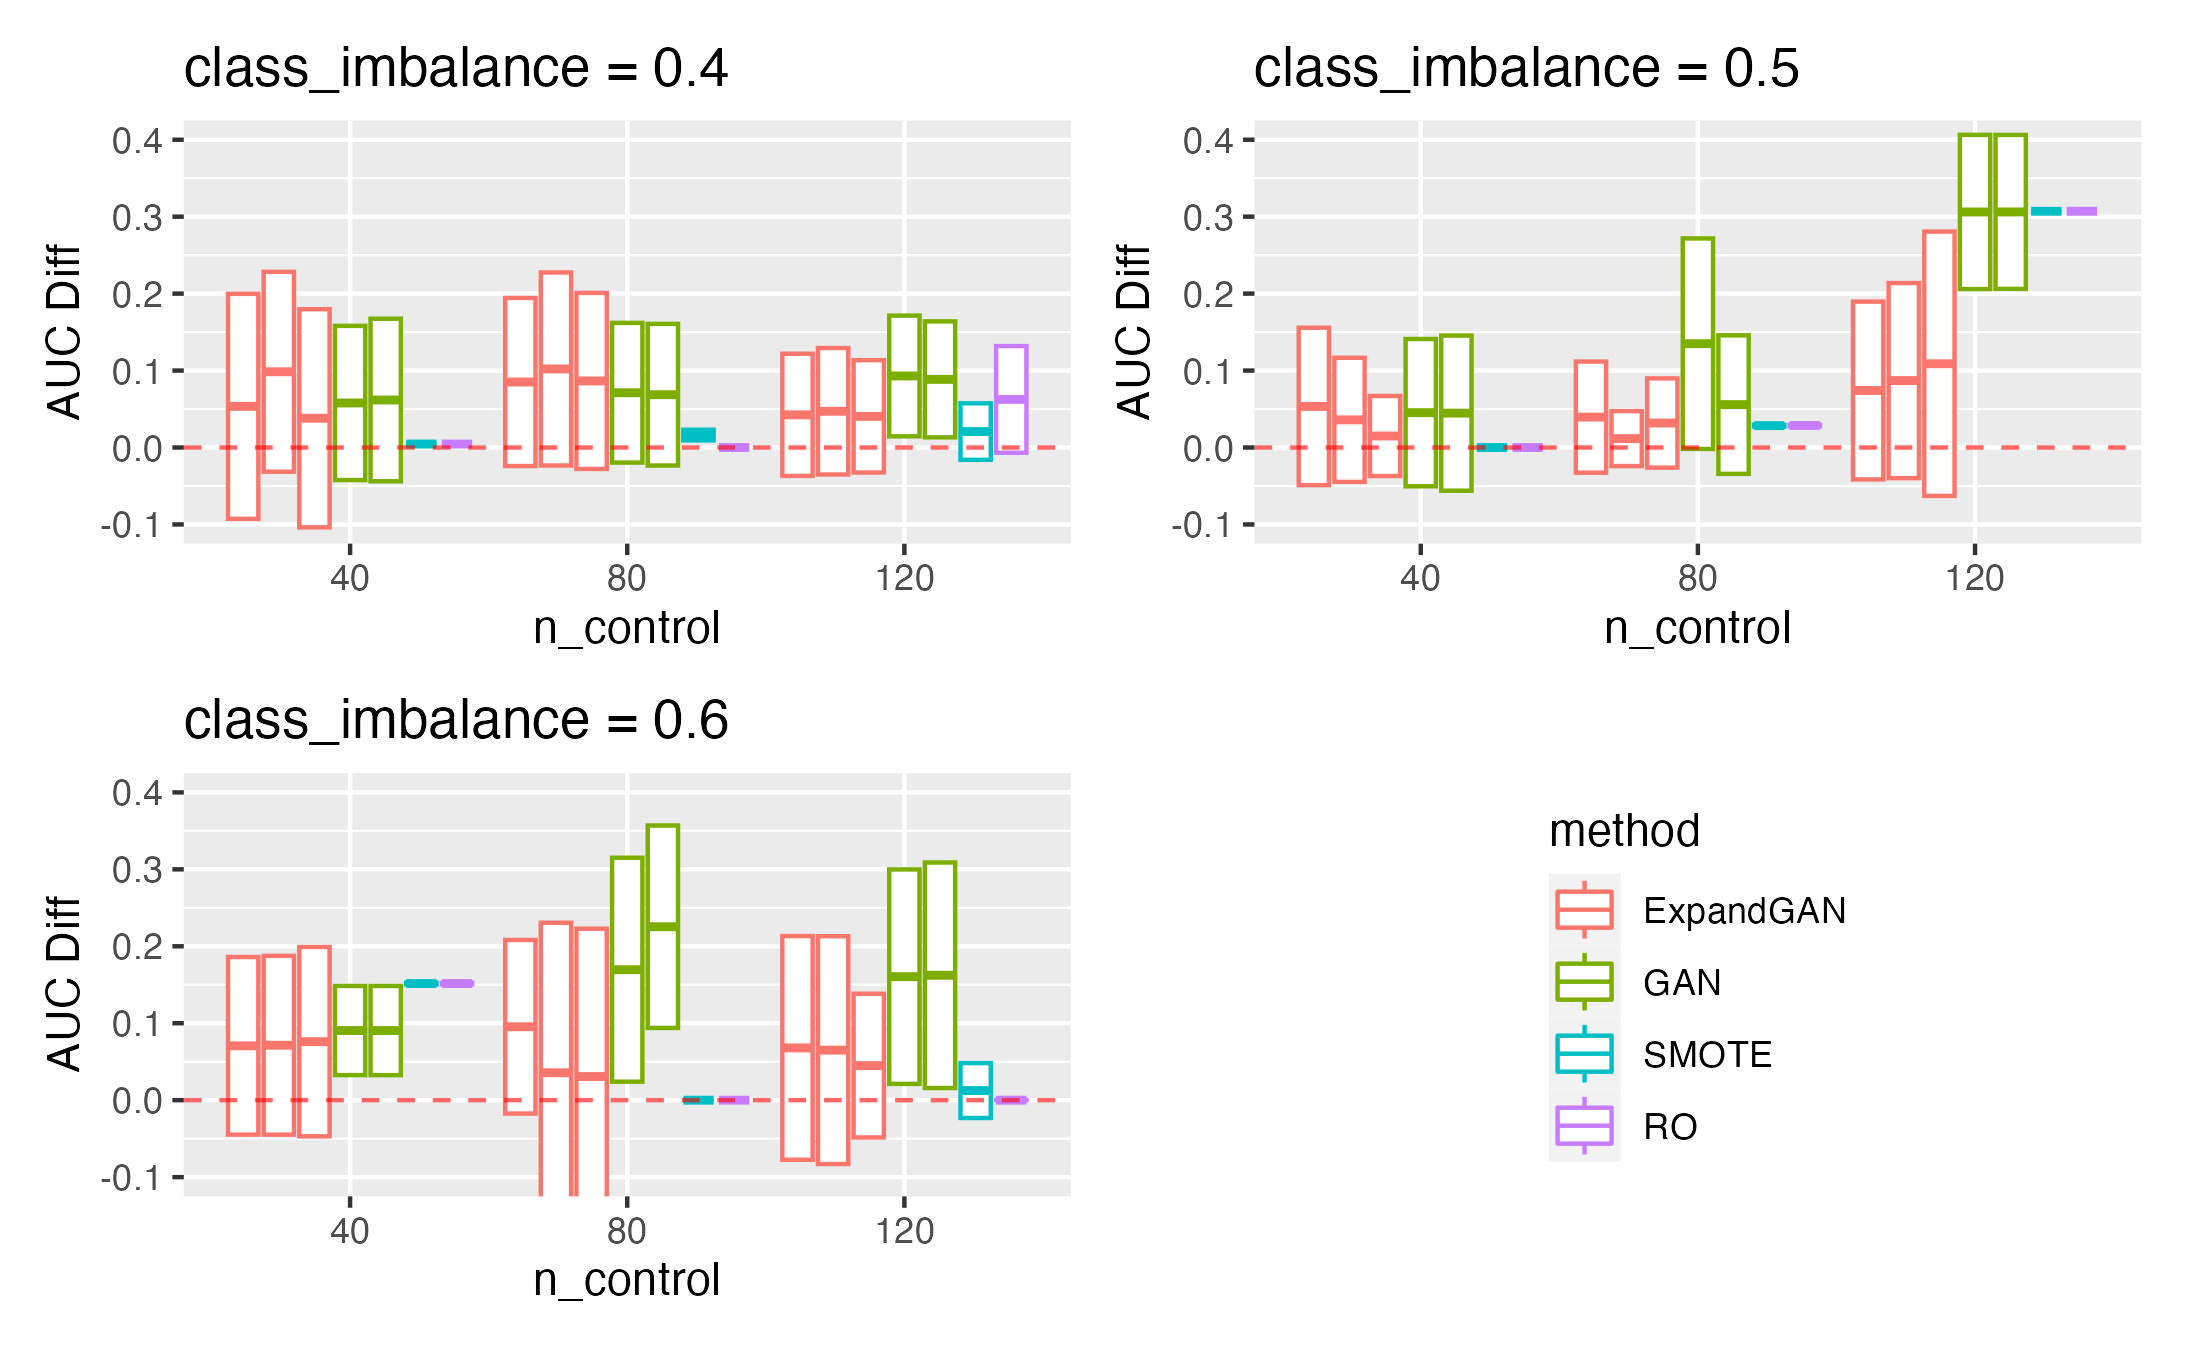 class_imbalance = 0.4
0.4
0.3
0.2
0.1
0.0
-0.1
AUC Diff
40 80 120
n_control
class_imbalance = 0.5
0.4
0.3
0.2
0.1
0.0
-0.1
AUC Diff
40 80 120
n_control
class_imbalance = 0.6
0.4
0.3
0.2
0.1
0.0
-0.1
AUC Diff
40 80 120
n_control
method
ExpandGAN
GAN
SMOTE
RO